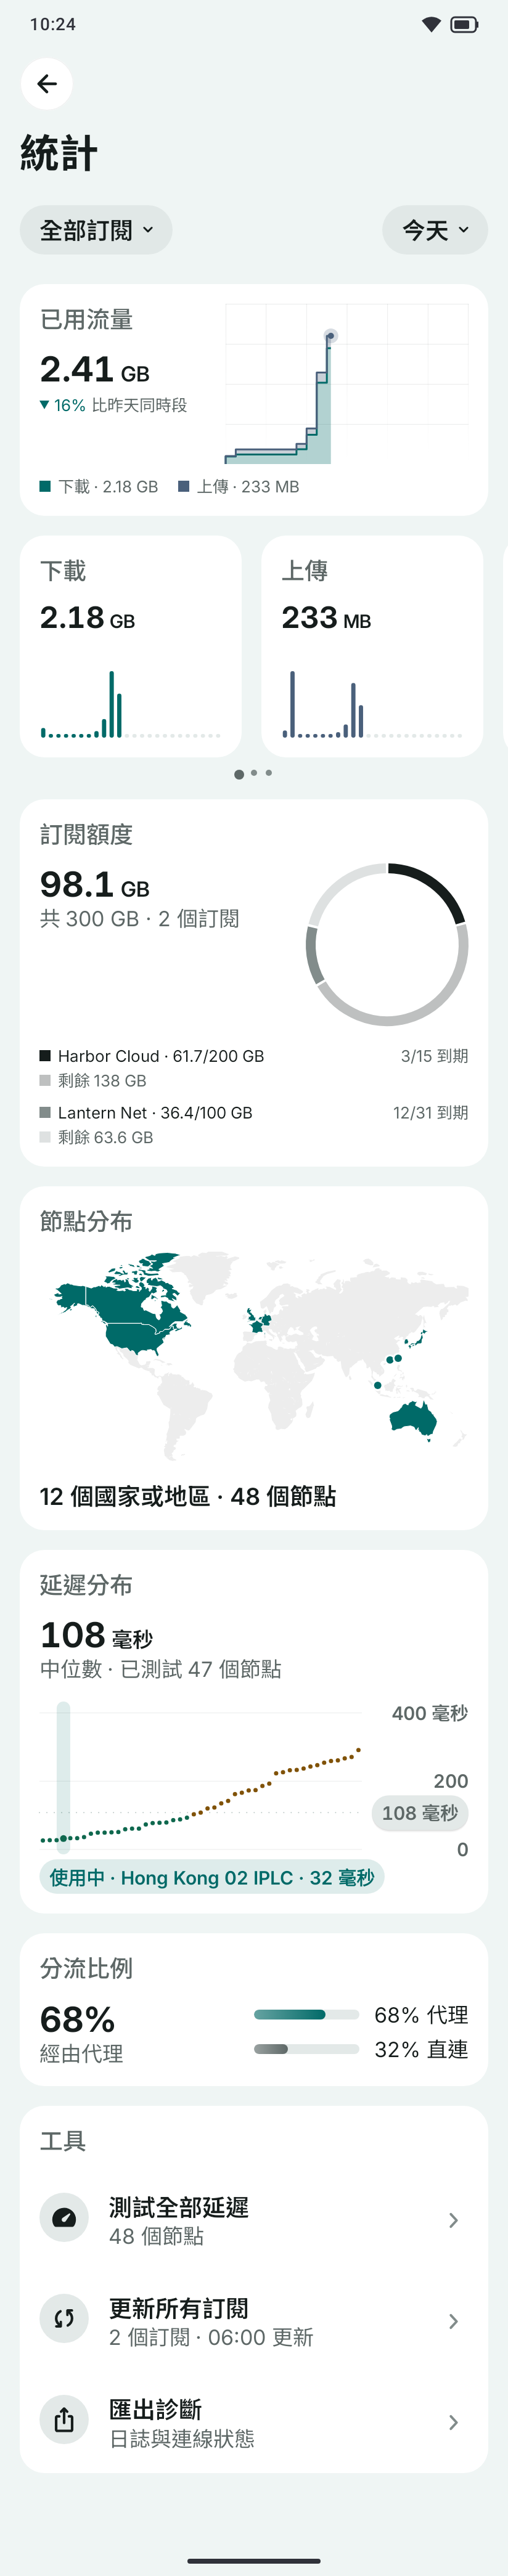 10:24
統計
全部訂閱
今天
已用流量
2.41 GB
▼ 16% 比昨天同時段
下載 · 2.18 GB
上傳 · 233 MB
下載
2.18 GB
上傳
233 MB
訂閱額度
98.1 GB
共 300 GB · 2 個訂閱
Harbor Cloud · 61.7/200 GB
3/15 到期
剩餘 138 GB
Lantern Net · 36.4/100 GB
12/31 到期
剩餘 63.6 GB
節點分布
12 個國家或地區 · 48 個節點
延遲分布
108 毫秒
中位數 · 已測試 47 個節點
400 毫秒
200
108 毫秒
0
使用中 · Hong Kong 02 IPLC · 32 毫秒
分流比例
68%
經由代理
68% 代理
32% 直連
工具
測試全部延遲
48 個節點
更新所有訂閱
2 個訂閱 · 06:00 更新
匯出診斷
日誌與連線狀態